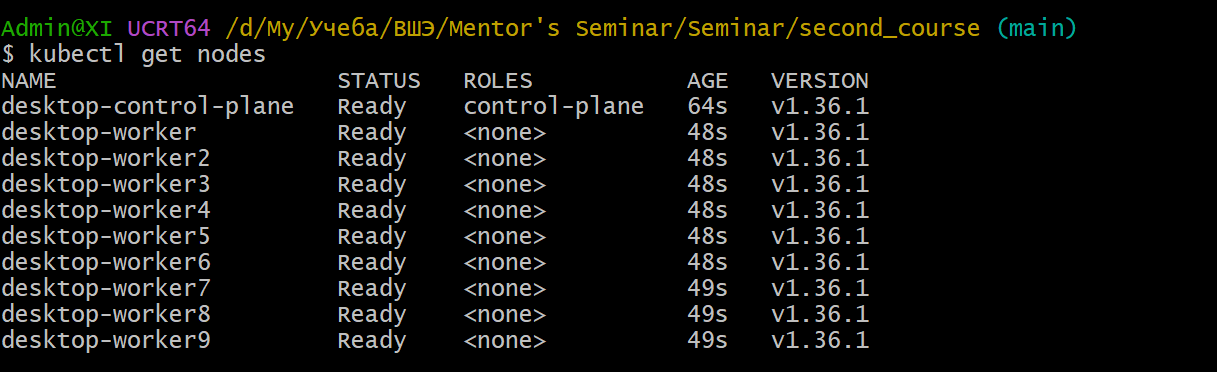 Admin@XI UCRT64 /d/My/Учеба/ВШЭ/Mentor's Seminar/Seminar/second_course (main)
$ kubectl get nodes
NAME                    STATUS   ROLES           AGE   VERSION
desktop-control-plane   Ready    control-plane   64s   v1.36.1
desktop-worker          Ready    <none>          48s   v1.36.1
desktop-worker2         Ready    <none>          48s   v1.36.1
desktop-worker3         Ready    <none>          48s   v1.36.1
desktop-worker4         Ready    <none>          48s   v1.36.1
desktop-worker5         Ready    <none>          48s   v1.36.1
desktop-worker6         Ready    <none>          48s   v1.36.1
desktop-worker7         Ready    <none>          49s   v1.36.1
desktop-worker8         Ready    <none>          49s   v1.36.1
desktop-worker9         Ready    <none>          49s   v1.36.1